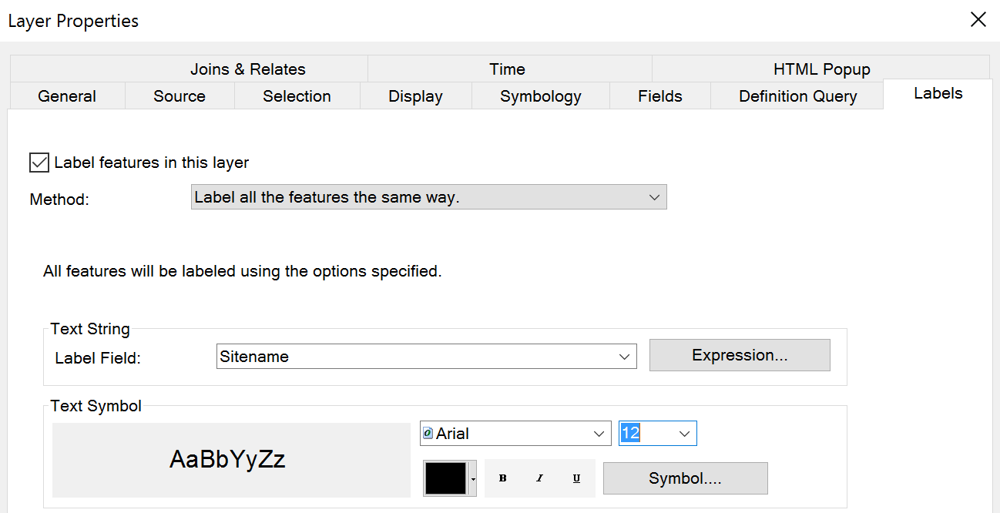 Layer Properties
Joins & Relates Time HTML Popup
General Source Selection Display Symbology Fields Definition Query Labels
Label features in this layer
Method: Label all the features the same way.
All features will be labeled using the options specified.
Text String
Label Field: Sitename Expression...
Text Symbol
Arial 12
AaBbYyZz
B I U Symbol....